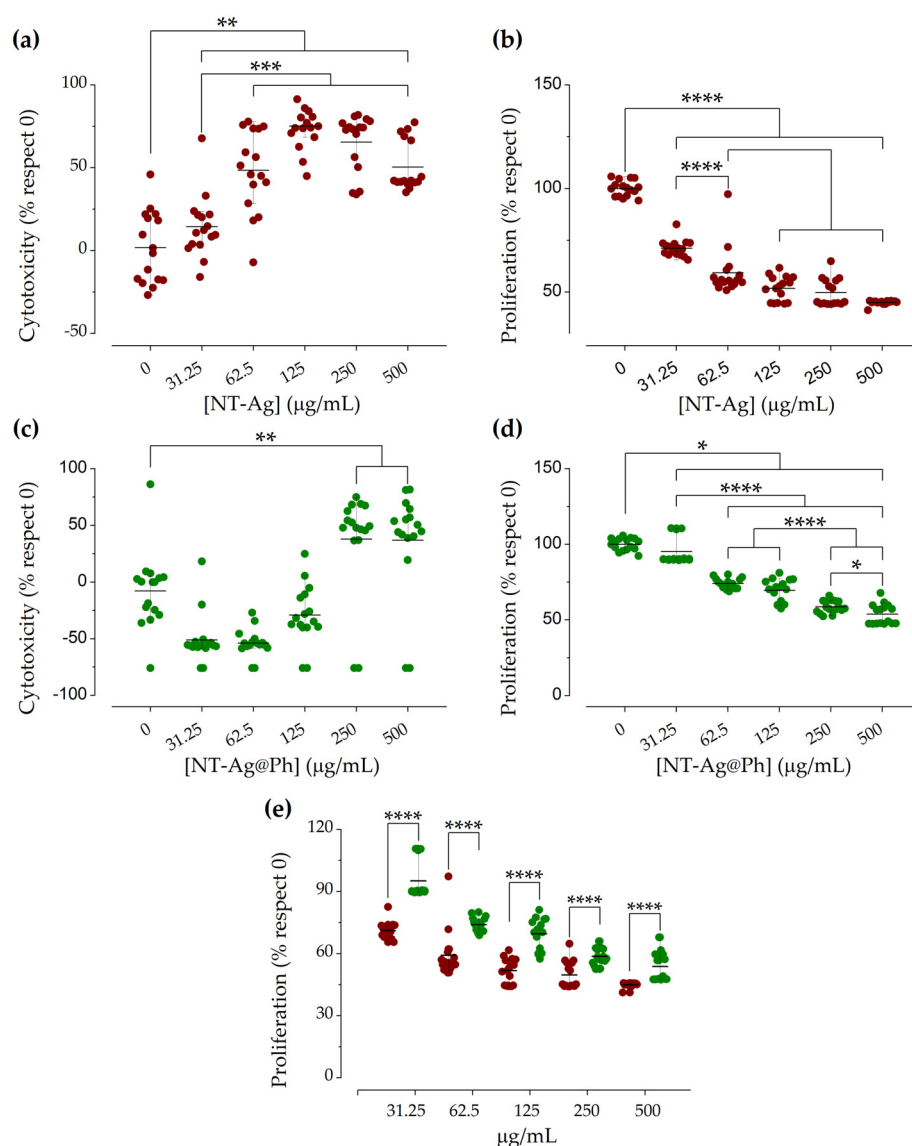 (a)
**
***
Cytotoxicity (% respect 0)
100
50
0
-50
0 31.25 62.5 125 250 500
[NT-Ag] (µg/mL)
(b)
****
****
Proliferation (% respect 0)
150
100
50
0 31.25 62.5 125 250 500
[NT-Ag] (µg/mL)
(c)
**
Cytotoxicity (% respect 0)
100
50
0
-50
-100
0 31.25 62.5 125 250 500
[NT-Ag@Ph] (µg/mL)
(d)
*
****
****
*
Proliferation (% respect 0)
150
100
50
0
0 31.25 62.5 125 250 500
[NT-Ag@Ph] (µg/mL)
(e)
**** **** **** **** ****
Proliferation (% respect 0)
120
90
60
30
0
31.25 62.5 125 250 500
µg/mL